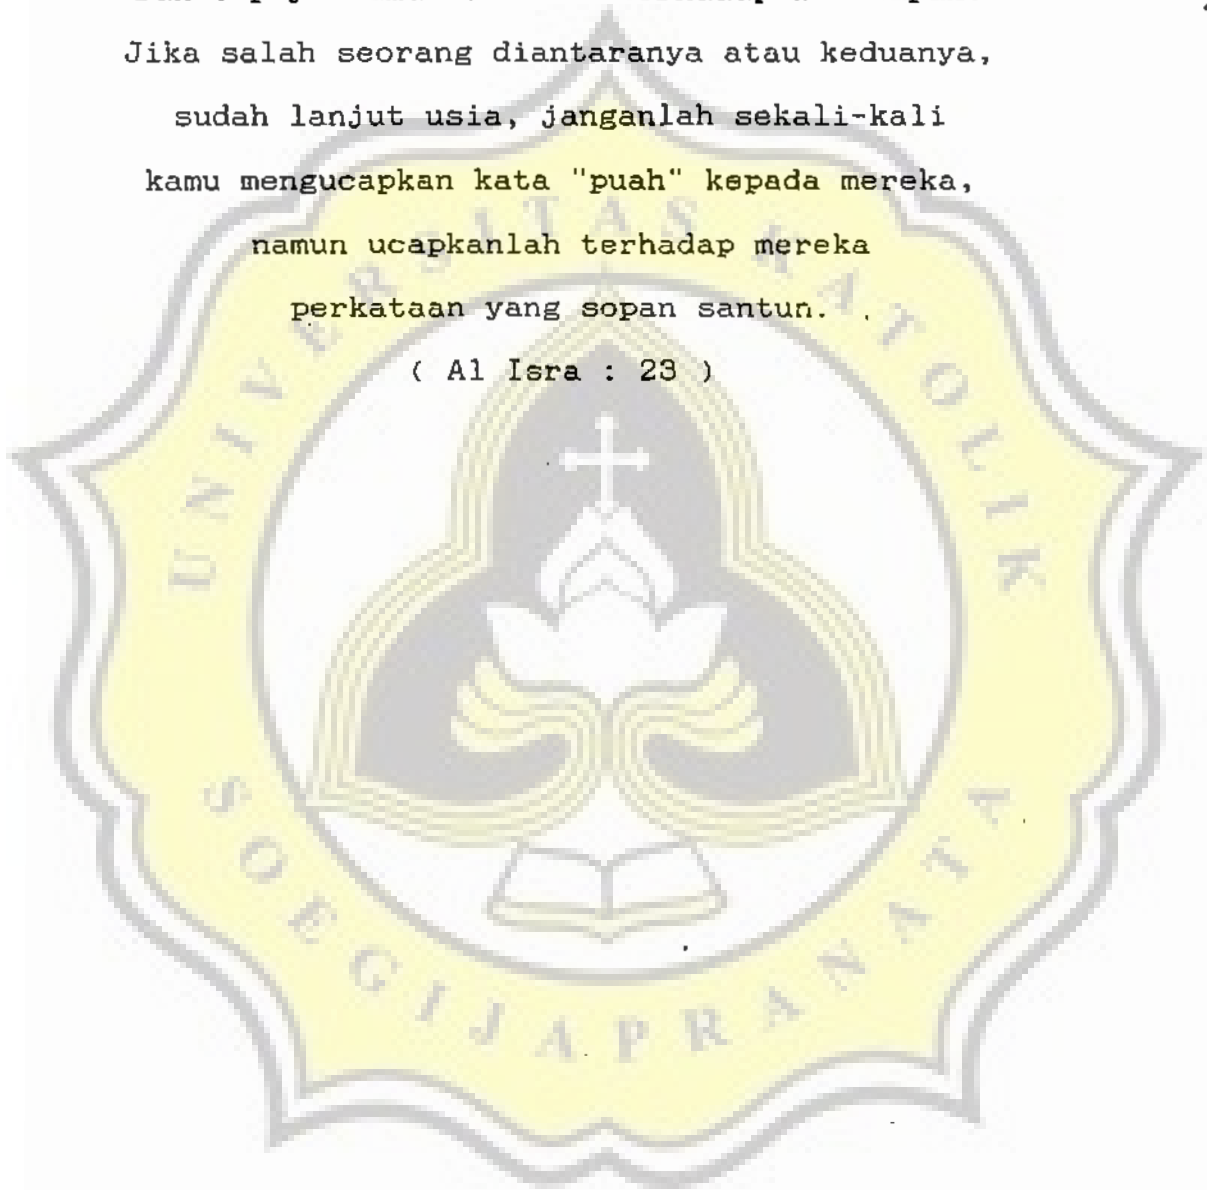 Jika salah seorang diantaranya atau keduanya,
sudah lanjut usia, janganlah sekali-kali
kamu mengucapkan kata "puah" kepada mereka,
namun ucapkanlah terhadap mereka
perkataan yang sopan santun.
( Al Isra : 23 )
UNIVERSITAS KATOLIK
SOEGIJAPRANATA